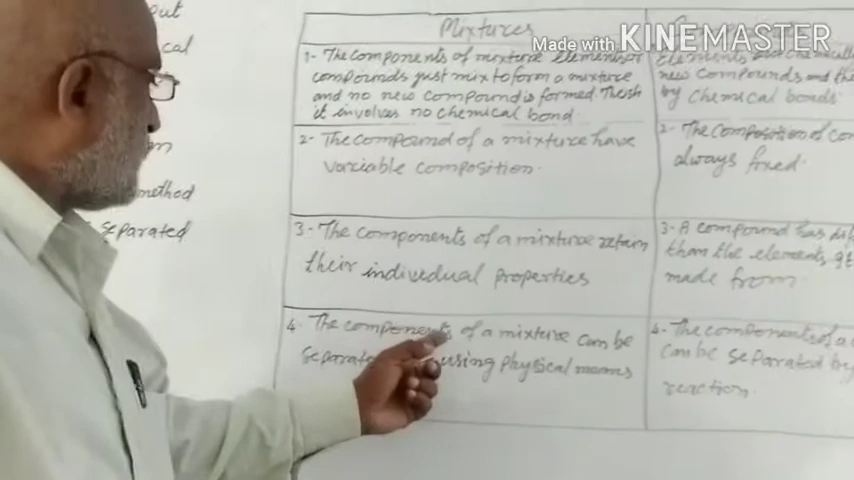 put
cal
method
separated
Mixtures
Made with KINEMASTER
1- The components of mixture elements or
compounds just mix to form a mixture
and no new compound is formed.
it involves no chemical bond.
2- The compound of a mixture have
variable composition.
3- The components of a mixture retain
their individual properties
4. The components of a mixture can be
using physical means
new compounds and
by chemical bonds.
2- The composition of
always fixed.
3- A compound has
than the elements,
made from
4- The components of a
can be separated by
reaction.